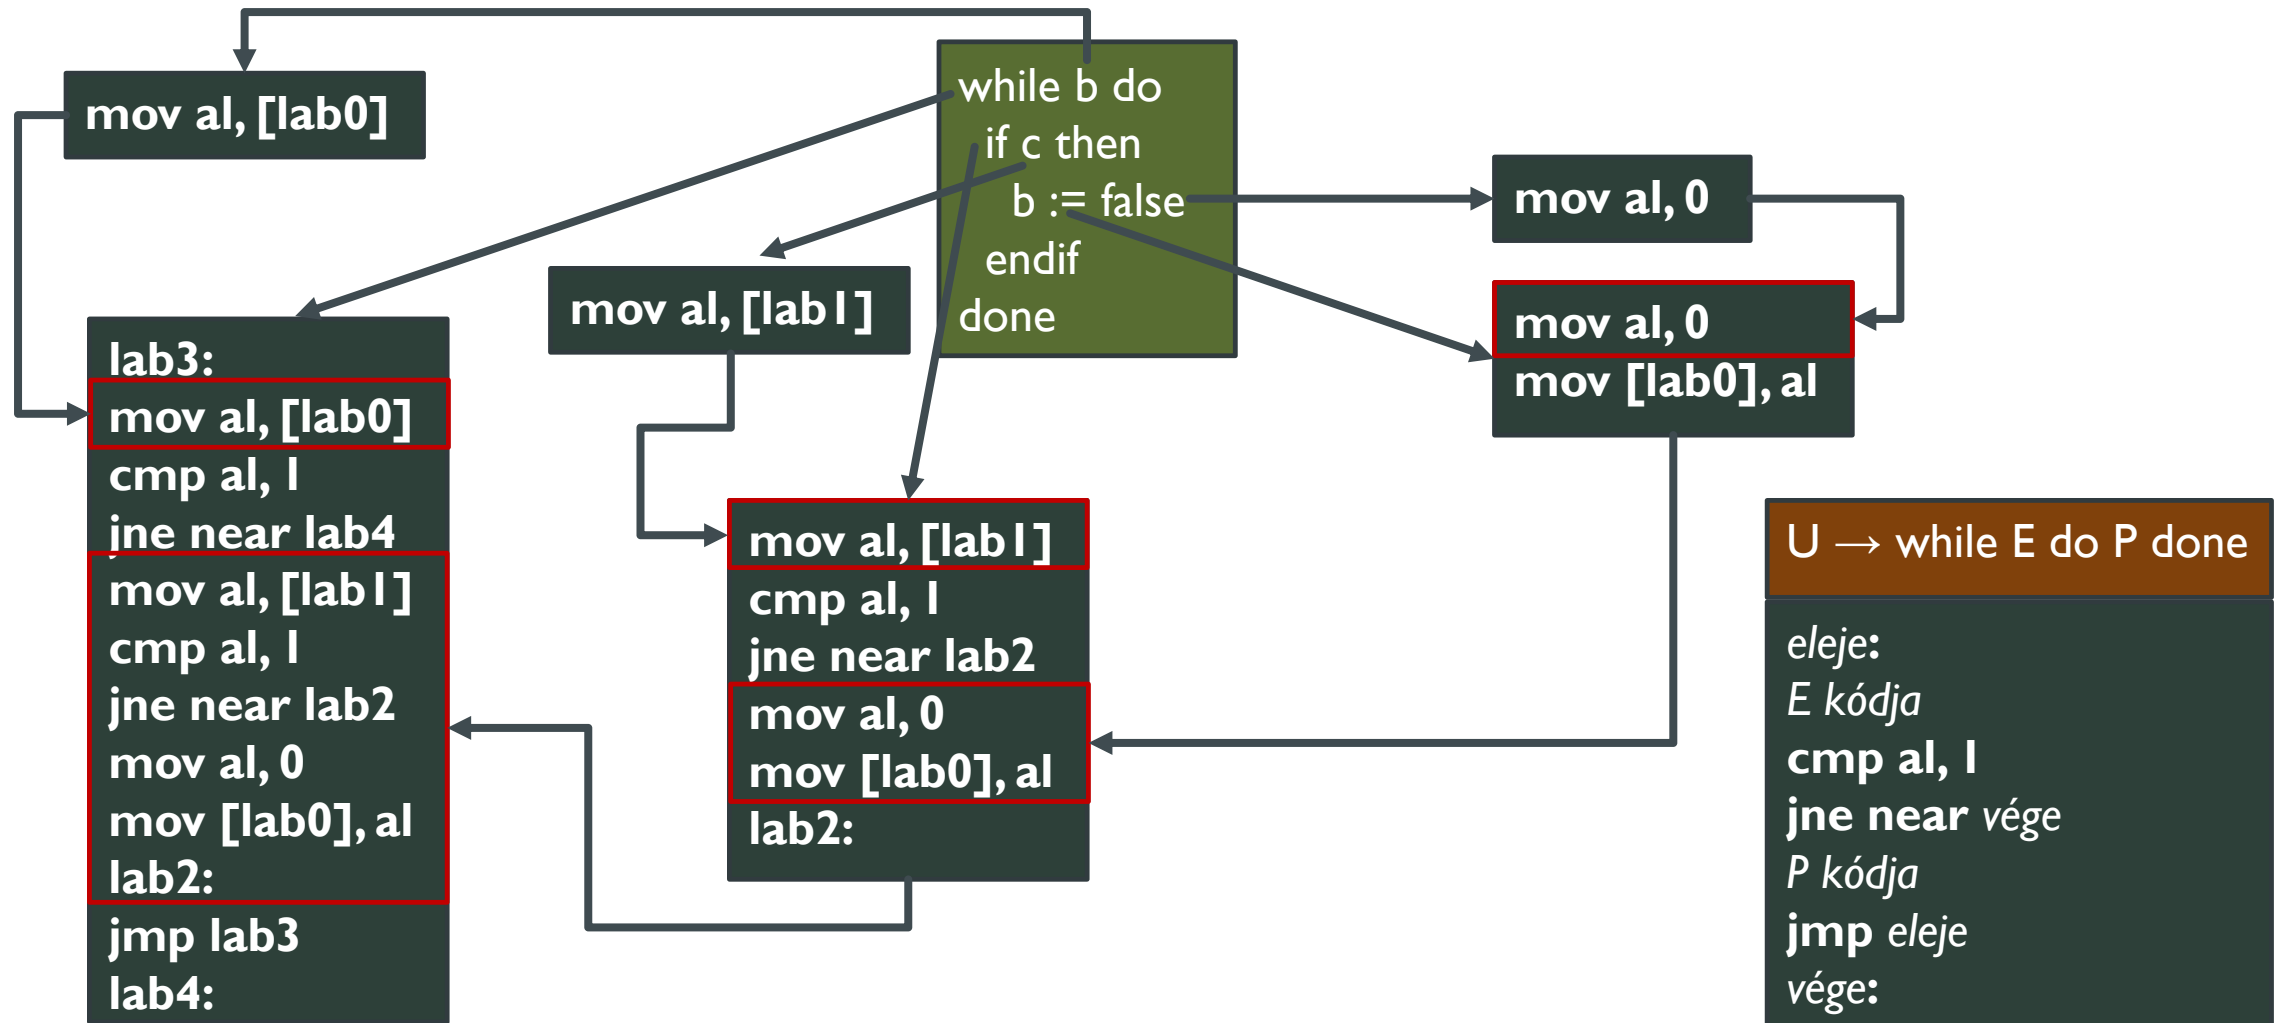 mov al, [lab0]
while b do
if c then
b := false
endif
done
mov al, 0
mov al, [lab1]
mov al, 0
mov [lab0], al
lab3:
mov al, [lab0]
cmp al, 1
jne near lab4
mov al, [lab1]
cmp al, 1
jne near lab2
mov al, 0
mov [lab0], al
lab2:
jmp lab3
lab4:
mov al, [lab1]
cmp al, 1
jne near lab2
mov al, 0
mov [lab0], al
lab2:
U → while E do P done
eleje:
E kódja
cmp al, 1
jne near vége
P kódja
jmp eleje
vége: